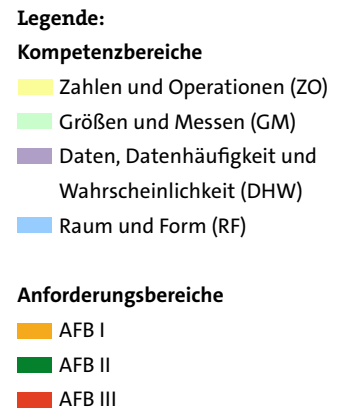 Legende:
Kompetenzbereiche
Zahlen und Operationen (ZO)
Größen und Messen (GM)
Daten, Datenhäufigkeit und
Wahrscheinlichkeit (DHW)
Raum und Form (RF)
Anforderungsbereiche
AFB I
AFB II
AFB III